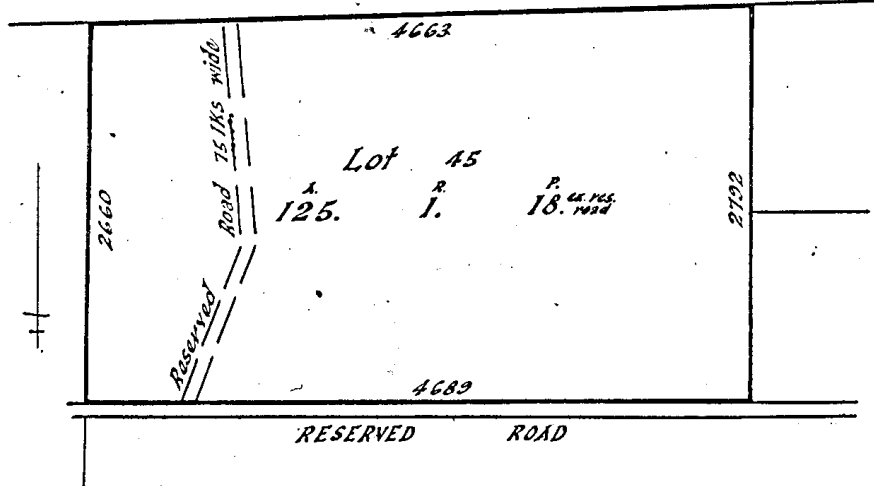 4663
Road 75 lKs wide
Lot 45
A. R. P.
125. 1. 18. ex. res. road
2660
2792
Reserved
4689
RESERVED ROAD